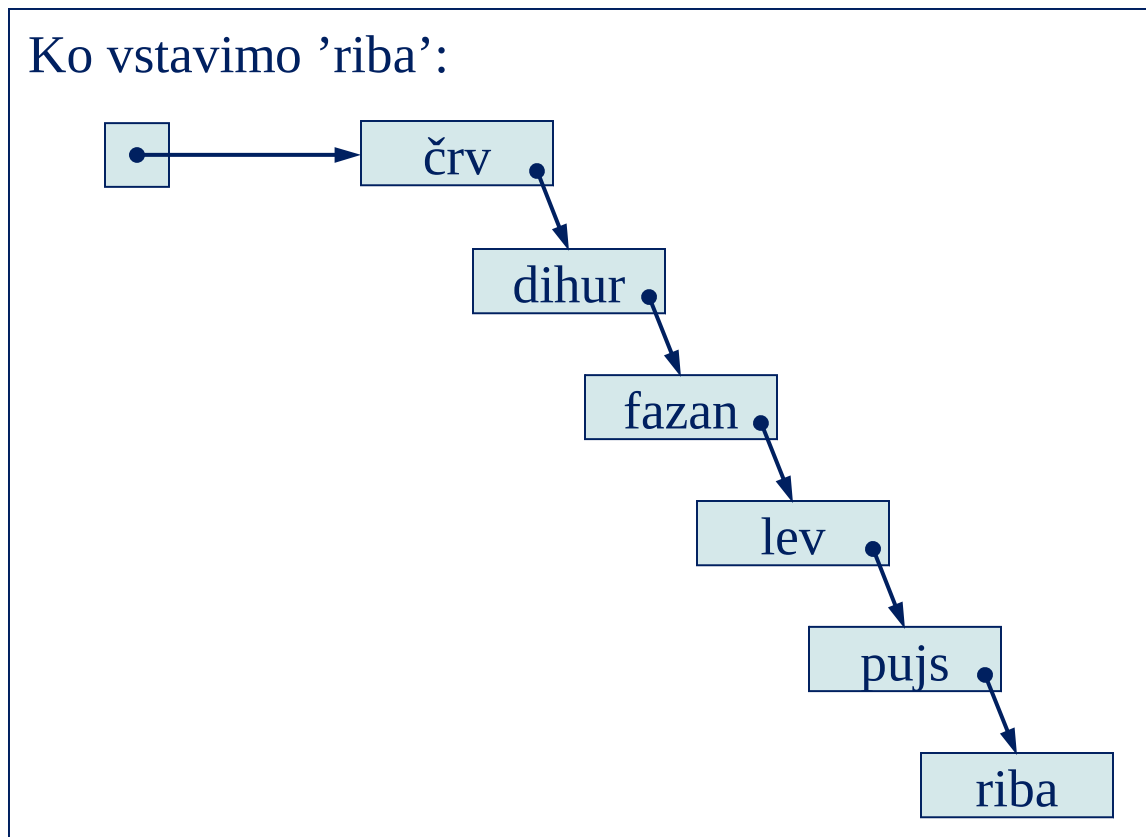 Ko vstavimo ’riba’:
črv
dihur
fazan
lev
pujs
riba